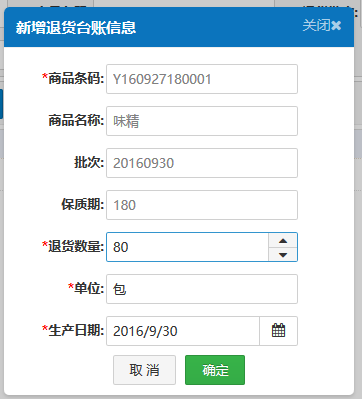 新增退货台账信息 关闭✖
*商品条码: Y160927180001
商品名称: 味精
批次: 20160930
保质期: 180
*退货数量: 80
*单位: 包
*生产日期: 2016/9/30
取消 确定